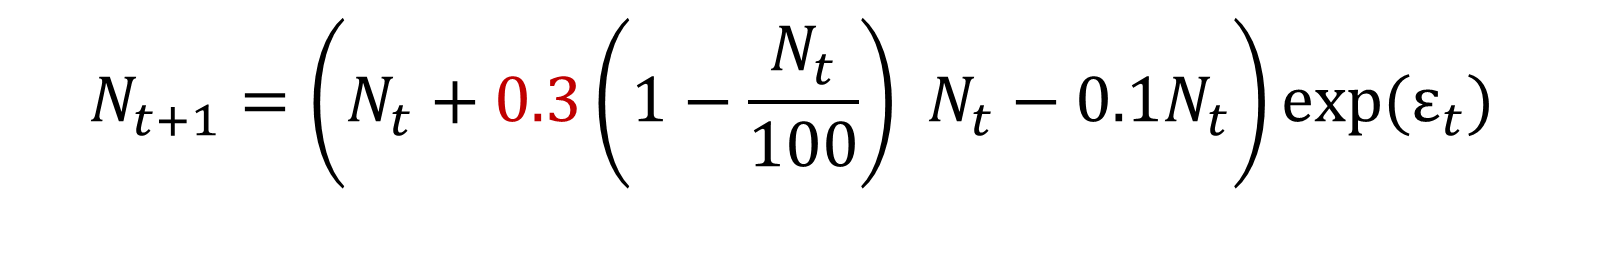 N_{t+1} = (N_t + 0.3 (1 − N_t/100) N_t − 0.1N_t) exp(ε_t)